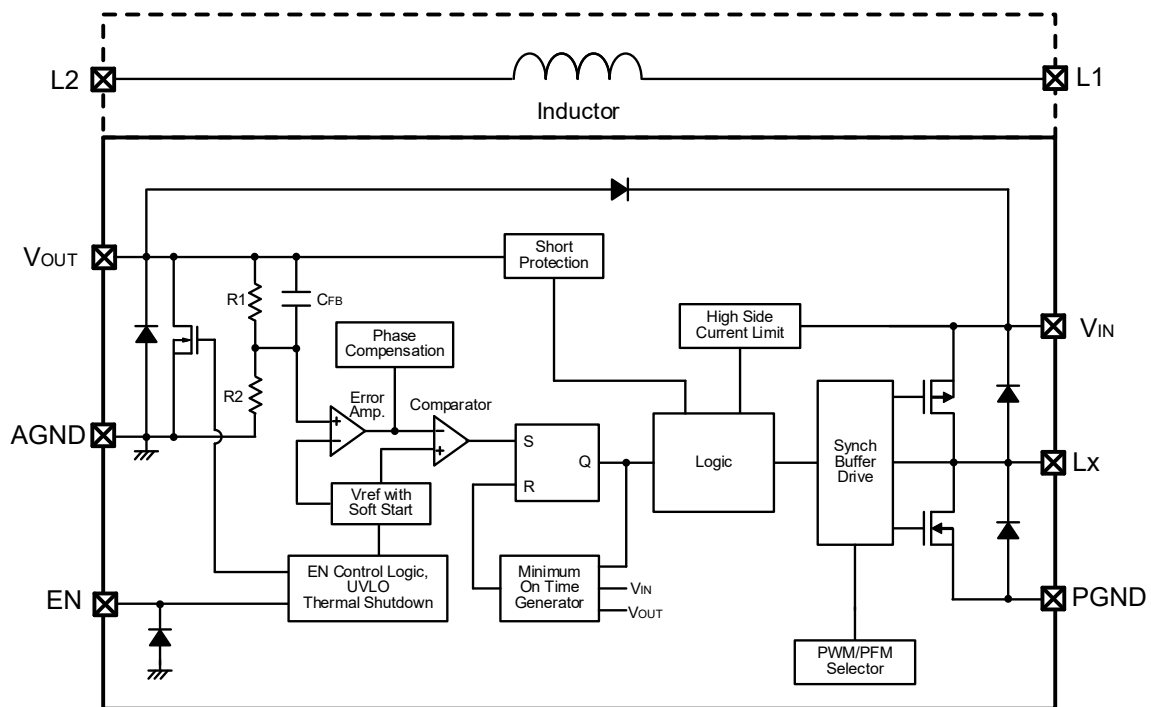 L2
L1
Inductor
VOUT
Short
Protection
R1
CFB
High Side
Current Limit
VIN
Phase
Compensation
R2
Error
Amp.
Comparator
+
−
−
+
AGND
S
Q
R
Logic
Synch
Buffer
Drive
Lx
Vref with
Soft Start
EN Control Logic,
UVLO
Thermal Shutdown
Minimum
On Time
Generator
VIN
VOUT
EN
PGND
PWM/PFM
Selector